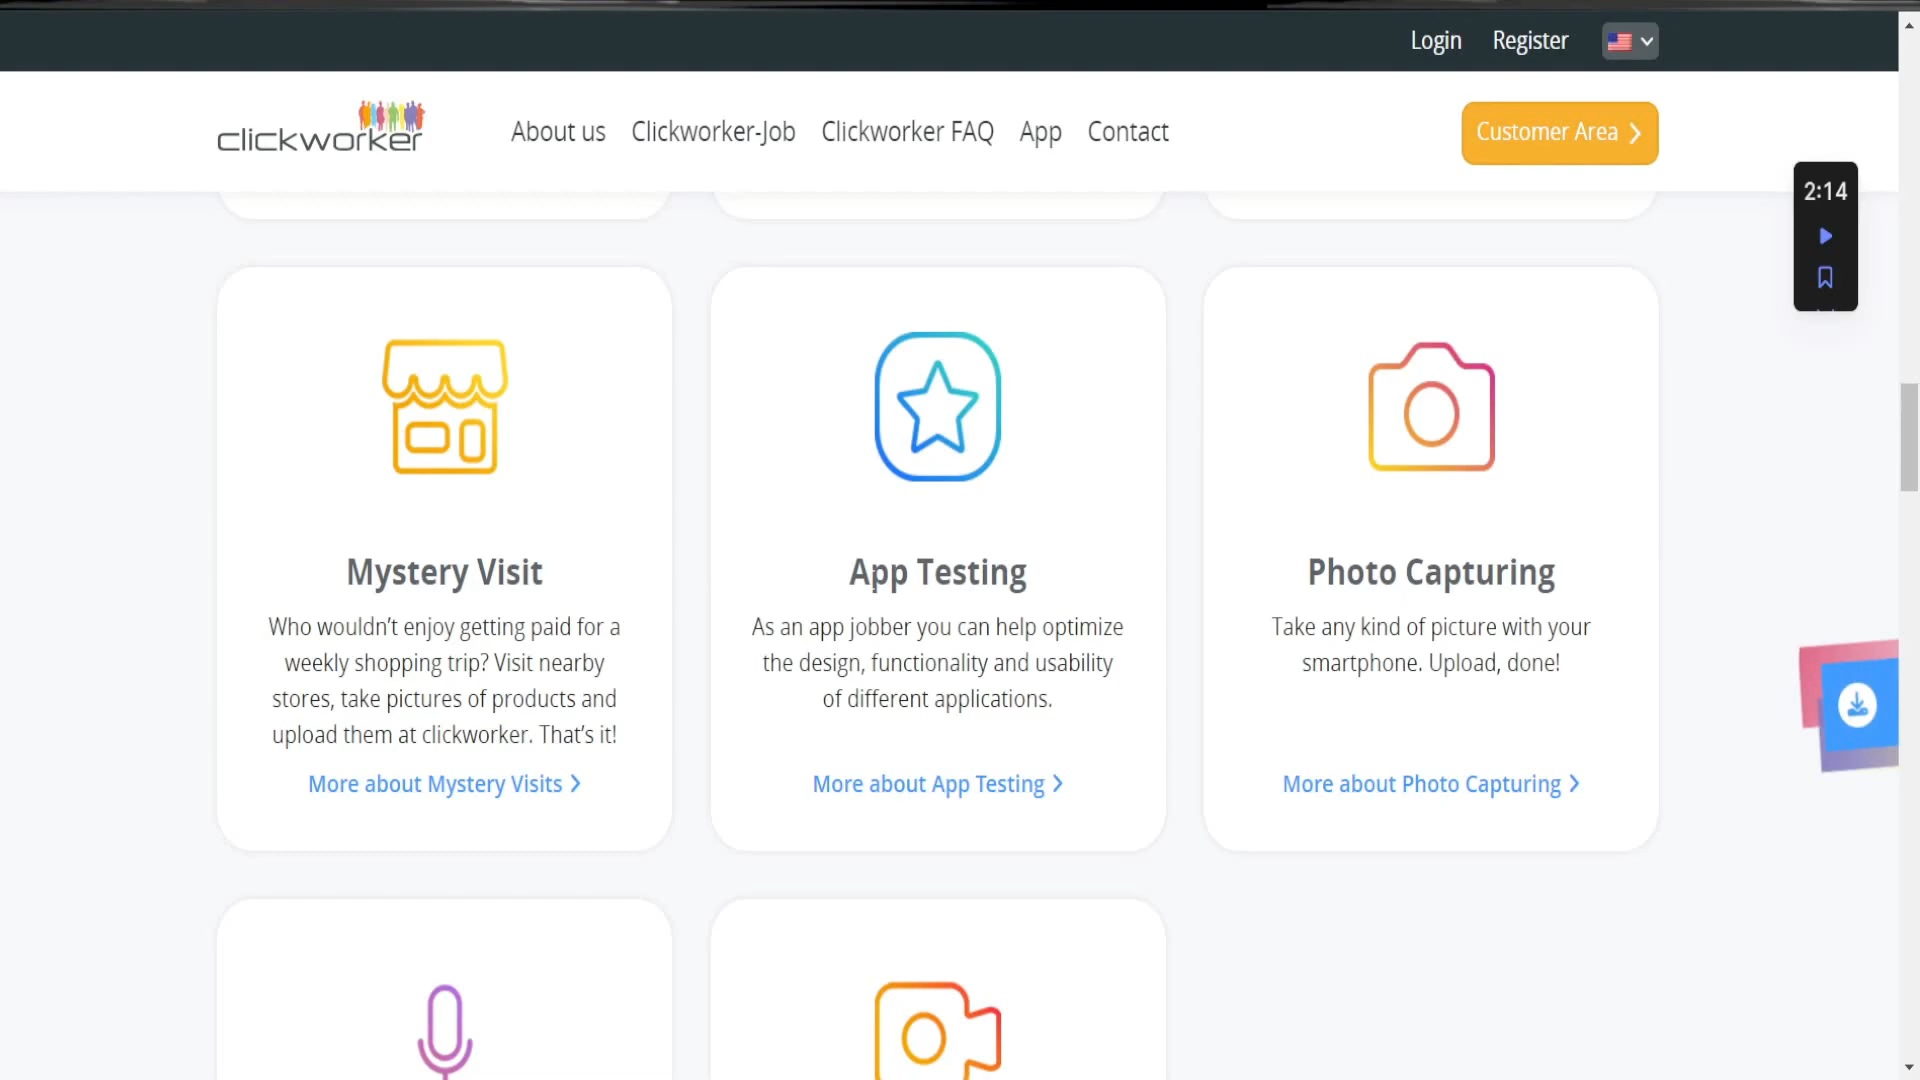 Login Register
clickworker
About us Clickworker-Job Clickworker FAQ App Contact
Customer Area
2:14
Mystery Visit
Who wouldn't enjoy getting paid for a
weekly shopping trip? Visit nearby
stores, take pictures of products and
upload them at clickworker. That's it!
More about Mystery Visits
App Testing
As an app jobber you can help optimize
the design, functionality and usability
of different applications.
More about App Testing
Photo Capturing
Take any kind of picture with your
smartphone. Upload, done!
More about Photo Capturing